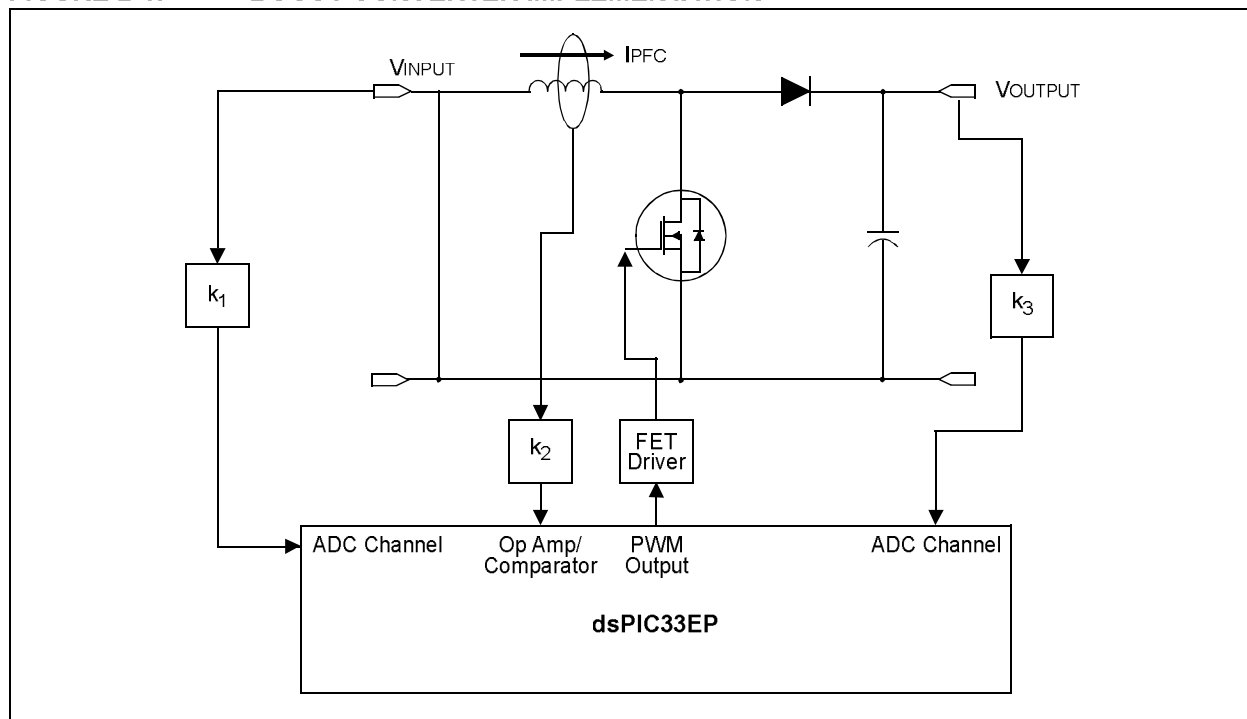 IPFC
VINPUT
VOUTPUT
k1
k3
k2
FET
Driver
ADC Channel
Op Amp/
Comparator
PWM
Output
ADC Channel
dsPIC33EP